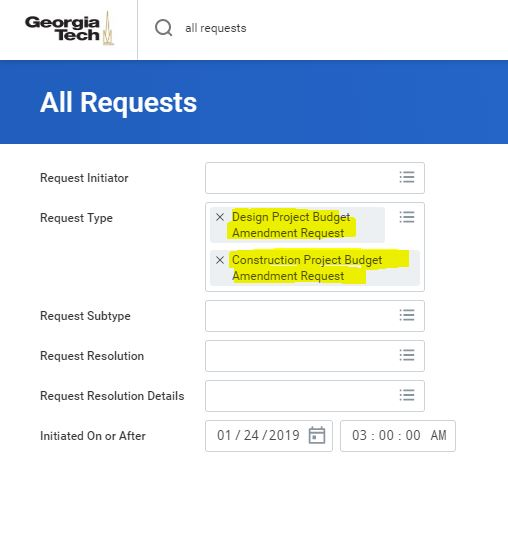 Georgia
Tech
all requests
All Requests
Request Initiator
Request Type
× Design Project Budget
Amendment Request
× Construction Project Budget
Amendment Request
Request Subtype
Request Resolution
Request Resolution Details
Initiated On or After
01 / 24 / 2019
03 : 00 : 00 AM